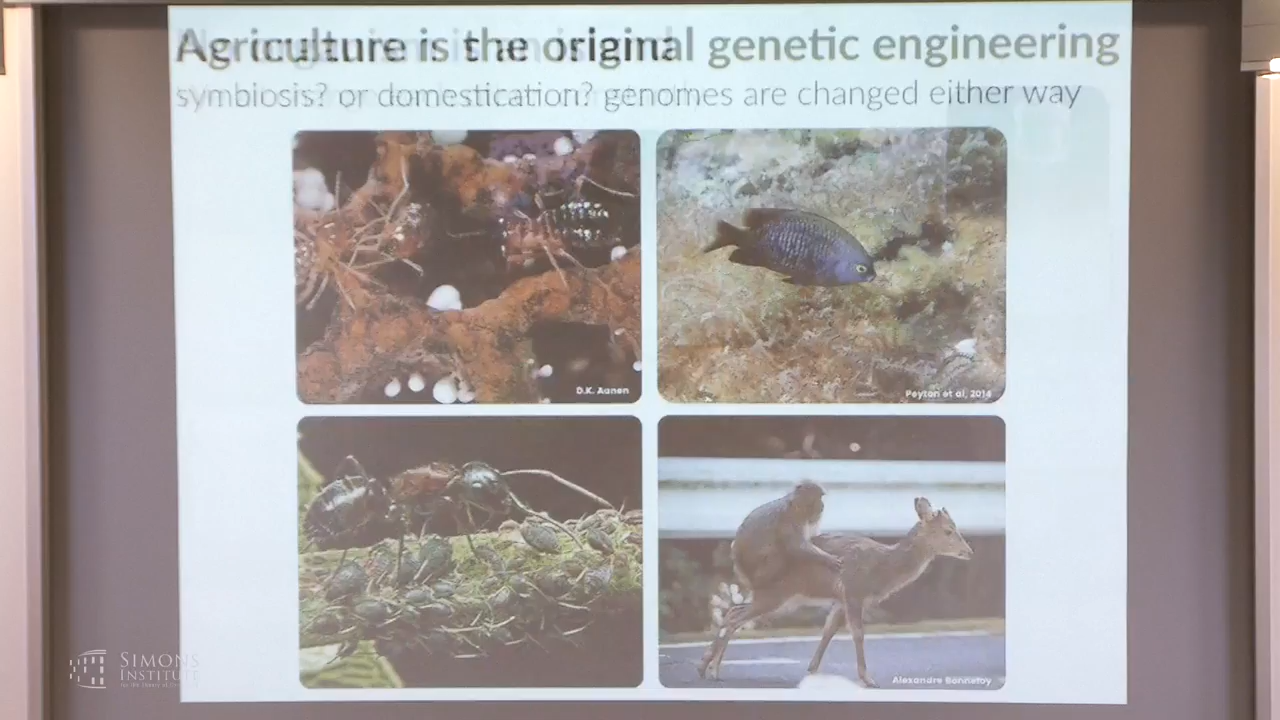 Agriculture is the original genetic engineering
symbiosis? or domestication? genomes are changed either way
D.K. Aanen
Peyton et al, 2014
Alexandre Bonnefoy
SIMONS
INSTITUTE